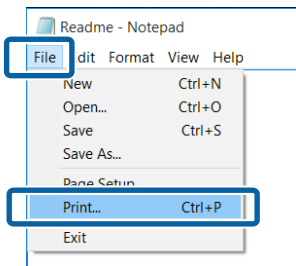 Readme - Notepad
File dit Format View Help
New Ctrl+N
Open... Ctrl+O
Save Ctrl+S
Save As...
Page Setup
Print... Ctrl+P
Exit